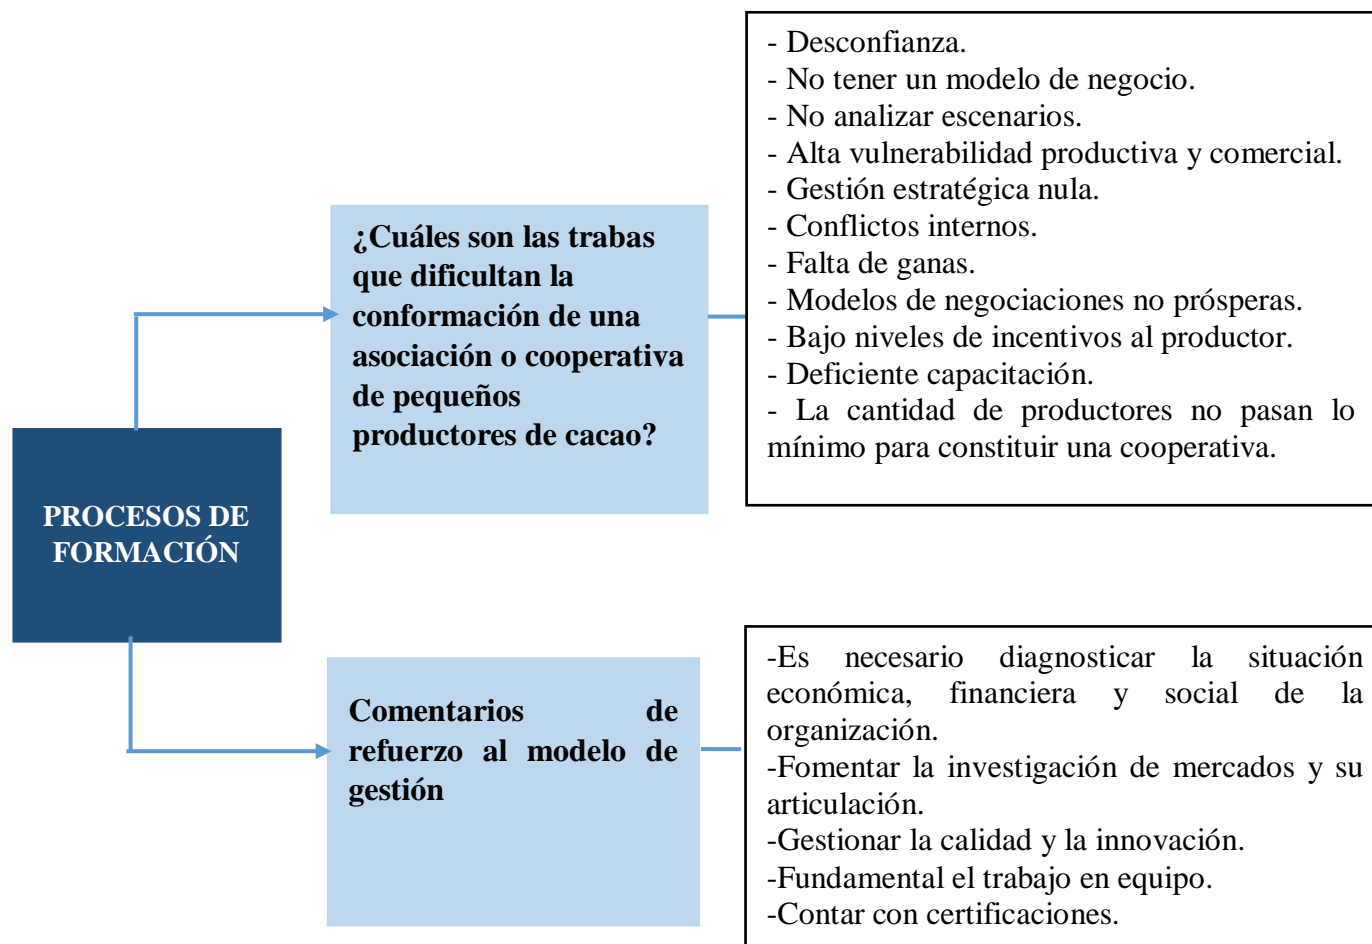 PROCESOS DE
FORMACIÓN
¿Cuáles son las trabas
que dificultan la
conformación de una
asociación o cooperativa
de pequeños
productores de cacao?
- Desconfianza.
- No tener un modelo de negocio.
- No analizar escenarios.
- Alta vulnerabilidad productiva y comercial.
- Gestión estratégica nula.
- Conflictos internos.
- Falta de ganas.
- Modelos de negociaciones no prósperas.
- Bajo niveles de incentivos al productor.
- Deficiente capacitación.
- La cantidad de productores no pasan lo
mínimo para constituir una cooperativa.
Comentarios de
refuerzo al modelo de
gestión
-Es necesario diagnosticar la situación
económica, financiera y social de la
organización.
-Fomentar la investigación de mercados y su
articulación.
-Gestionar la calidad y la innovación.
-Fundamental el trabajo en equipo.
-Contar con certificaciones.